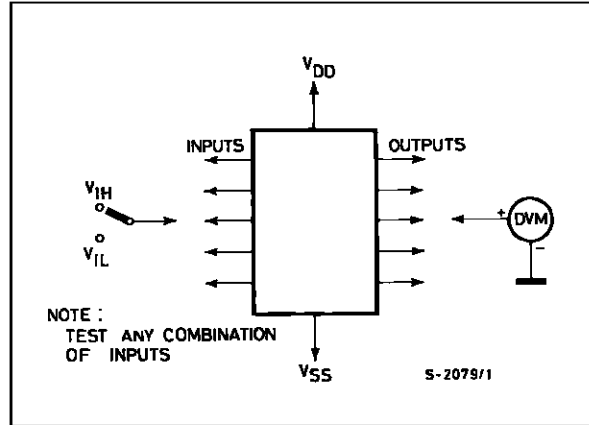 VDD
INPUTS
OUTPUTS
VIH
+
DVM
VIL
−
NOTE :
TEST ANY COMBINATION
OF INPUTS
VSS
S-2079/1